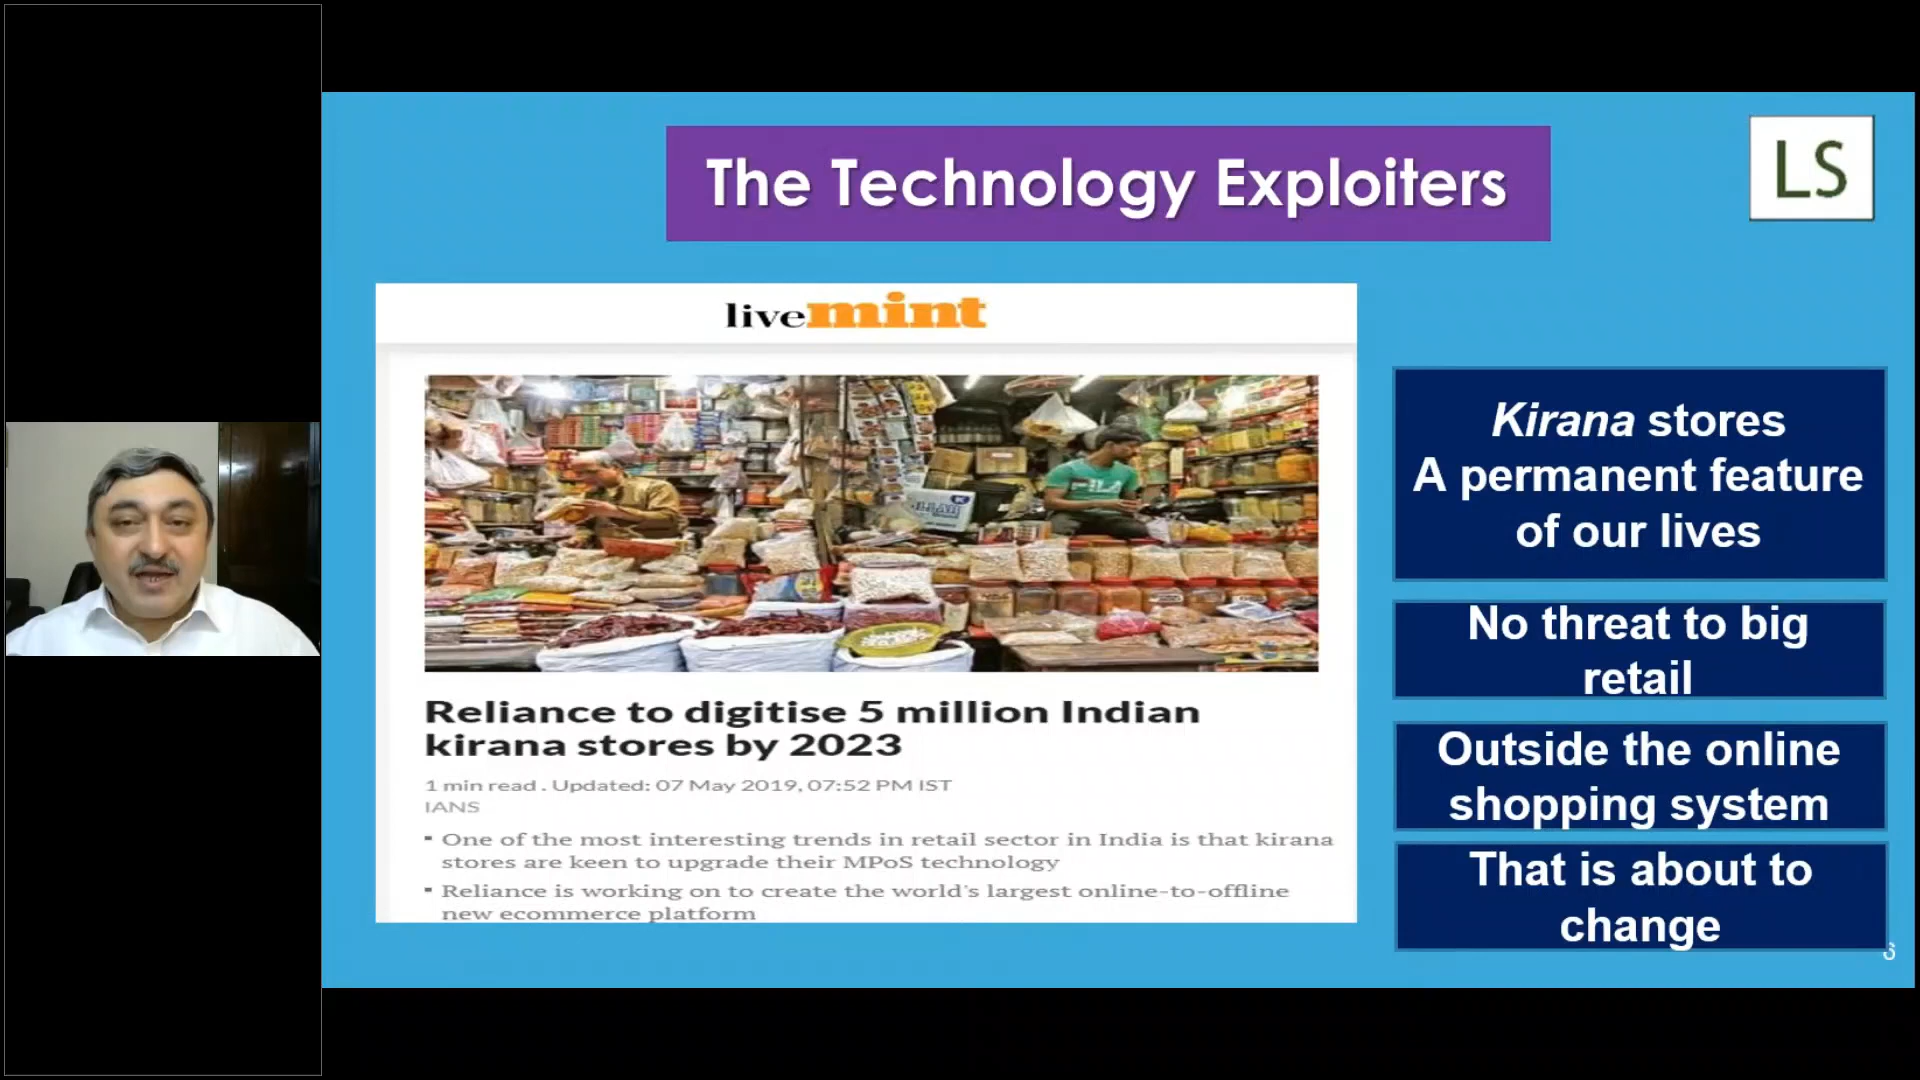 The Technology Exploiters
LS
livemint
Reliance to digitise 5 million Indian
kirana stores by 2023
1 min read . Updated: 07 May 2019, 07:52 PM IST
IANS
▪ One of the most interesting trends in retail sector in India is that kirana
stores are keen to upgrade their MPoS technology
▪ Reliance is working on to create the world's largest online-to-offline
new ecommerce platform
Kirana stores
A permanent feature
of our lives
No threat to big
retail
Outside the online
shopping system
That is about to
change
6